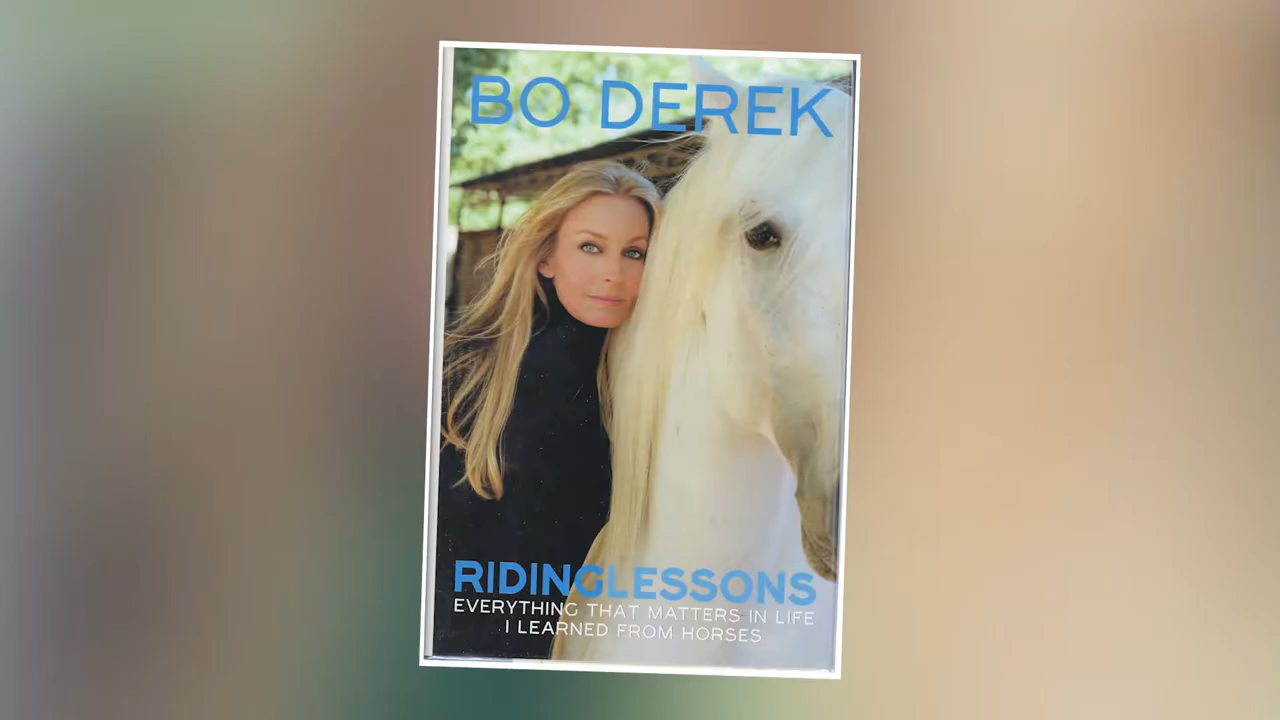 BO DEREK
RIDINGLESSONS
EVERYTHING THAT MATTERS IN LIFE
I LEARNED FROM HORSES